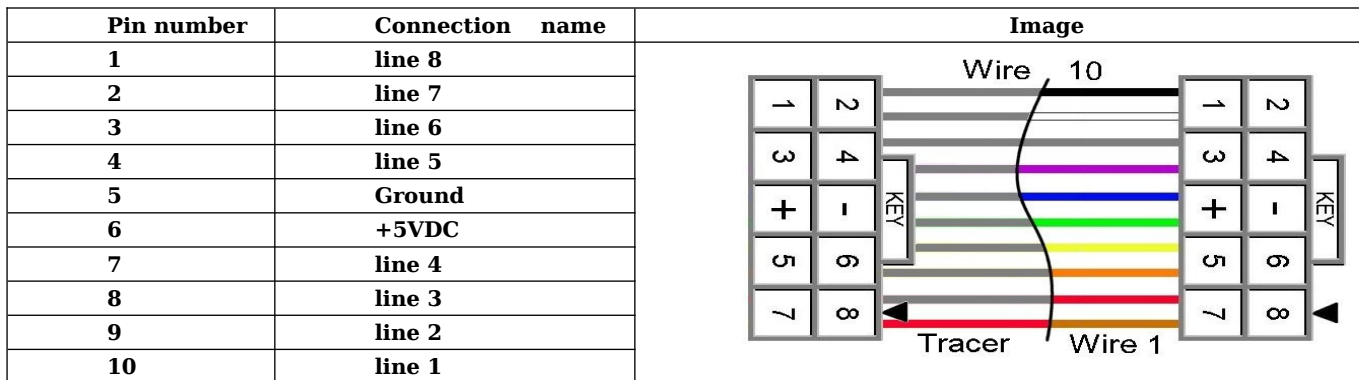 Pin number Connection name Image
1 line 8
2 line 7
3 line 6
4 line 5
5 Ground
6 +5VDC
7 line 4
8 line 3
9 line 2
10 line 1
Wire 10
1 2 1 2
3 4 3 4
+ - KEY + - KEY
5 6 5 6
7 8 7 8
Tracer Wire 1